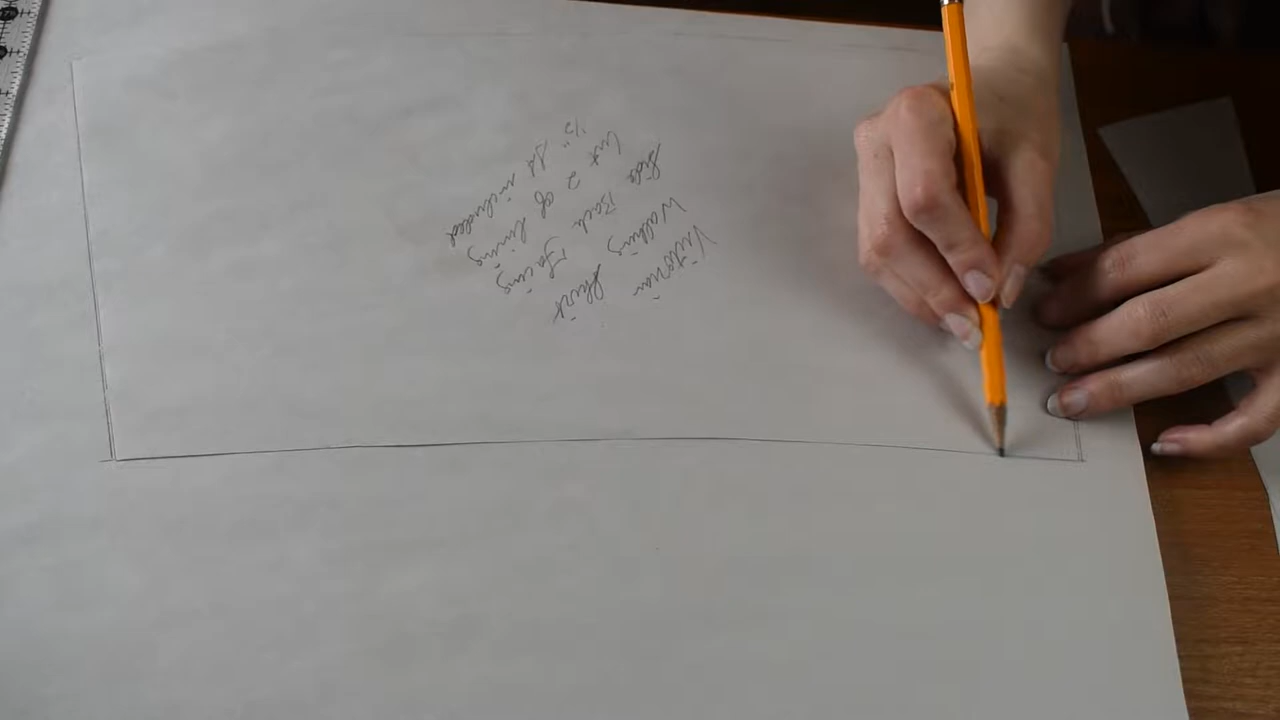 Victorian
Walking Skirt
Side Back Facing
Cut 2 of lining
1/2" SA included